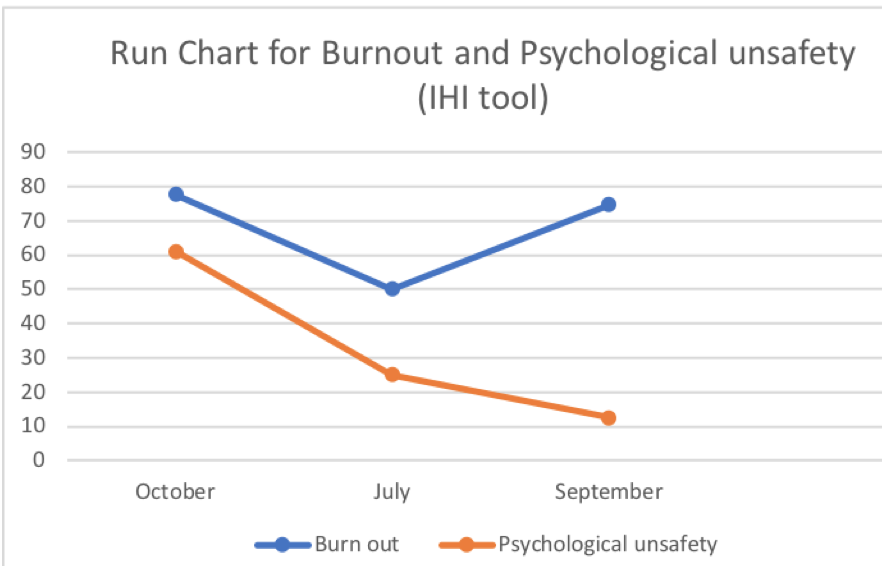 Run Chart for Burnout and Psychological unsafety
(IHI tool)
90
80
70
60
50
40
30
20
10
0
October July September
Burn out Psychological unsafety